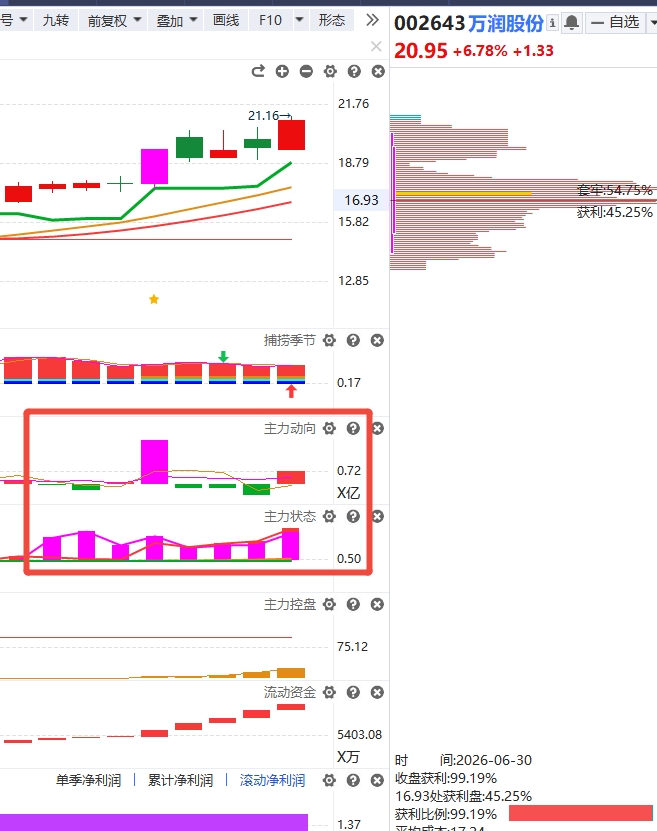 号 九转 前复权 叠加 画线 F10 形态
002643 万润股份 自选
20.95 +6.78% +1.33
21.16→
21.76
18.79
16.93
15.82
12.85
套牢:54.75%
获利:45.25%
捕捞季节
0.17
主力动向
0.72
X亿
主力状态
0.50
主力控盘
75.12
流动资金
5403.08
X万
单季净利润 累计净利润 滚动净利润
1.37
时 间:2026-06-30
收盘获利:99.19%
16.93处获利盘:45.25%
获利比例:99.19%
平均成本:17.24